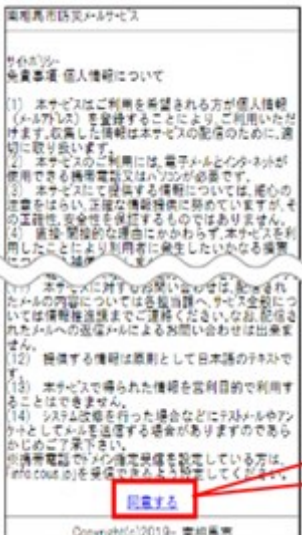 南相馬市防災メールサービス
サイトポリシー
免責事項・個人情報について
(1) 本サービスはご利用を希望される方が個人情報
(メールアドレス)を登録することにより、ご利用いただ
けます。収集した情報は本サービスの配信のために、適
切に取り扱います。
(2) 本サービスのご利用には、電子メールとインターネットが
使用できる携帯電話又はパソコンが必要です。
(3) 本サービスにて提供する情報については、細心の
注意をはらい、正確な情報提供に努めていますが、そ
の正確性、安全性を保証するものではありません。
(4) 直接・間接的な理由にかかわらず、本サービスを利
用したことにより利用者に発生したいかなる損害
(11) 本サービスに対するお問い合わせは、配信され
たメールの内容については各担当課へ、サービス全般につ
いては情報推進課までご連絡ください。なお、配信さ
れたメールへの返信メールによるお問い合わせは出来ま
せん。
(12) 提供する情報は原則として日本語のテキストで
す。
(13) 本サービスで得られた情報を営利目的で利用す
ることはできません。
(14) システム改修を行った場合などにテストメールやアン
ケートとしてメールを送信する場合がありますのであら
かじめご了承下さい。
※携帯電話でドメイン指定受信を設定している方は、
「info.cous.jp」を受信できるよう設定してください。
同意する
Copyright(c)2019- 南相馬市